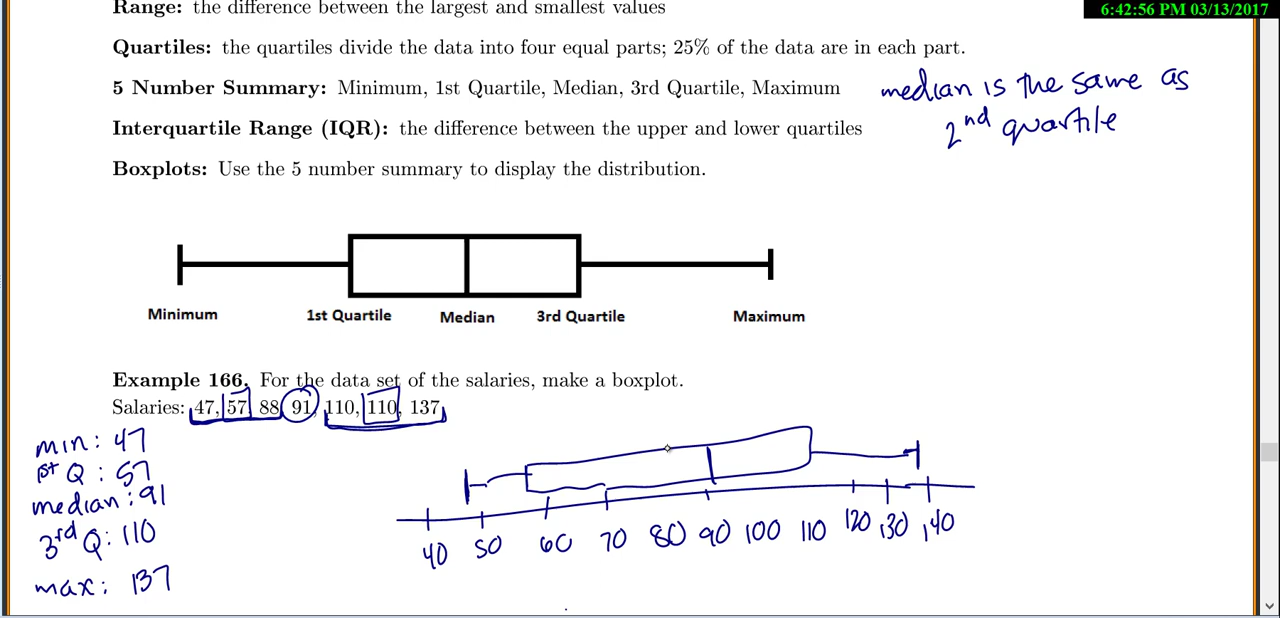 6:42:56 PM 03/13/2017
Range: the difference between the largest and smallest values
Quartiles: the quartiles divide the data into four equal parts; 25% of the data are in each part.
5 Number Summary: Minimum, 1st Quartile, Median, 3rd Quartile, Maximum
median is the same as
2nd quartile
Interquartile Range (IQR): the difference between the upper and lower quartiles
Boxplots: Use the 5 number summary to display the distribution.
Minimum 1st Quartile Median 3rd Quartile Maximum
Example 166. For the data set of the salaries, make a boxplot.
Salaries: 47, 57, 88, 91, 110, 110, 137,
min: 47
1st Q: 57
median: 91
3rd Q: 110
max: 137
40 50 60 70 80 90 100 110 120 130 140